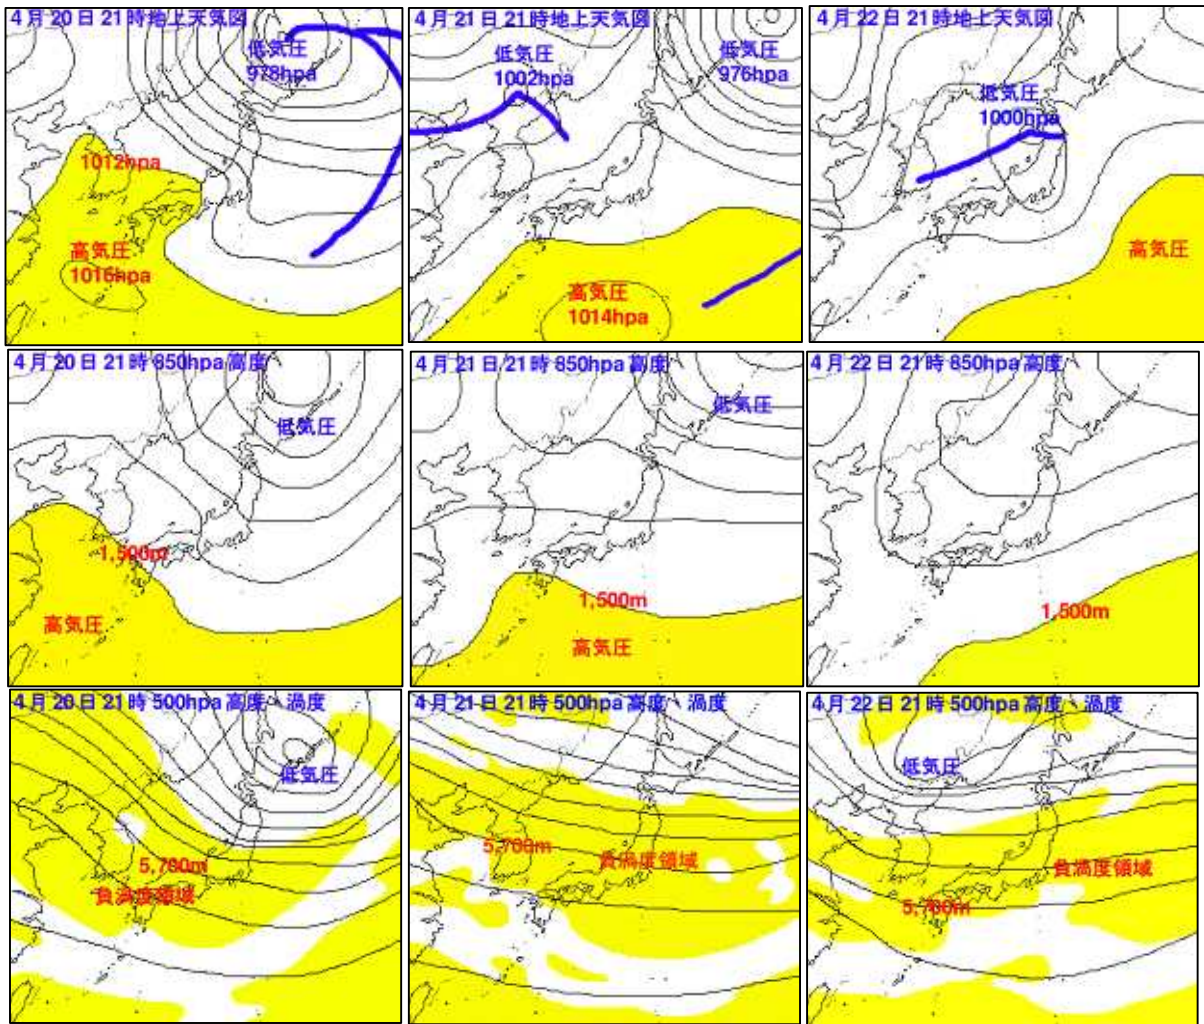 4月20日21時地上天気図
低気圧
978hpa
1012hpa
高気圧
1016hpa
4月21日21時地上天気図
低気圧
1002hpa
低気圧
976hpa
高気圧
1014hpa
4月22日21時地上天気図
低気圧
1000hpa
高気圧
4月20日21時850hpa高度
低気圧
1,500m
高気圧
4月21日21時850hpa高度
低気圧
1,500m
高気圧
4月22日21時850hpa高度
1,500m
4月20日21時500hpa高度、渦度
低気圧
5,700m
負渦度領域
4月21日21時500hpa高度、渦度
5,700m
負渦度領域
4月22日21時500hpa高度、渦度
低気圧
負渦度領域
5,700m